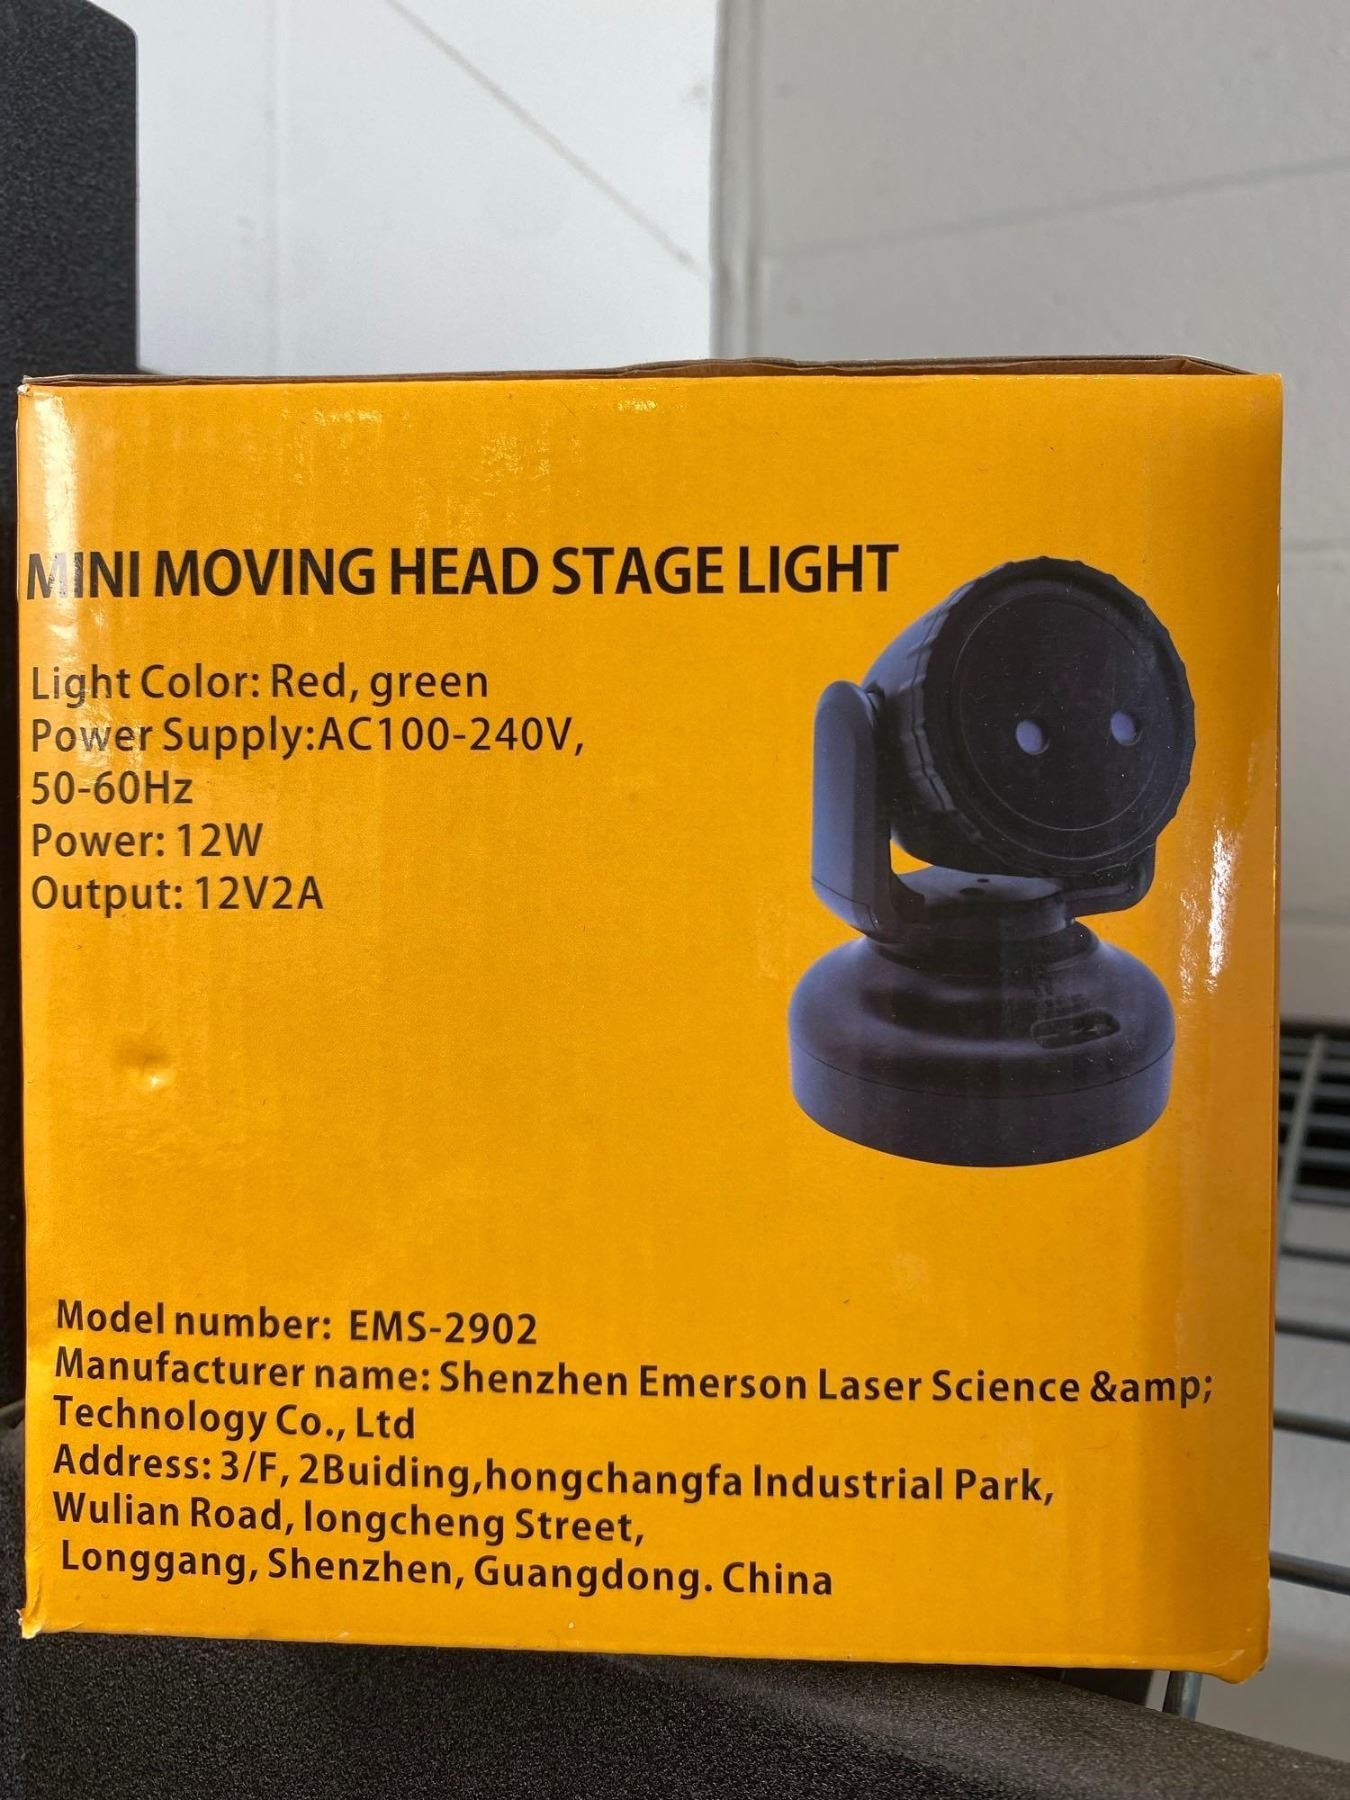 MINI MOVING HEAD STAGE LIGHT
Light Color: Red, green
Power Supply:AC100-240V,
50-60Hz
Power: 12W
Output: 12V2A
Model number: EMS-2902
Manufacturer name: Shenzhen Emerson Laser Science &amp;
Technology Co., Ltd
Address: 3/F, 2Buiding,hongchangfa Industrial Park,
Wulian Road, longcheng Street,
Longgang, Shenzhen, Guangdong. China